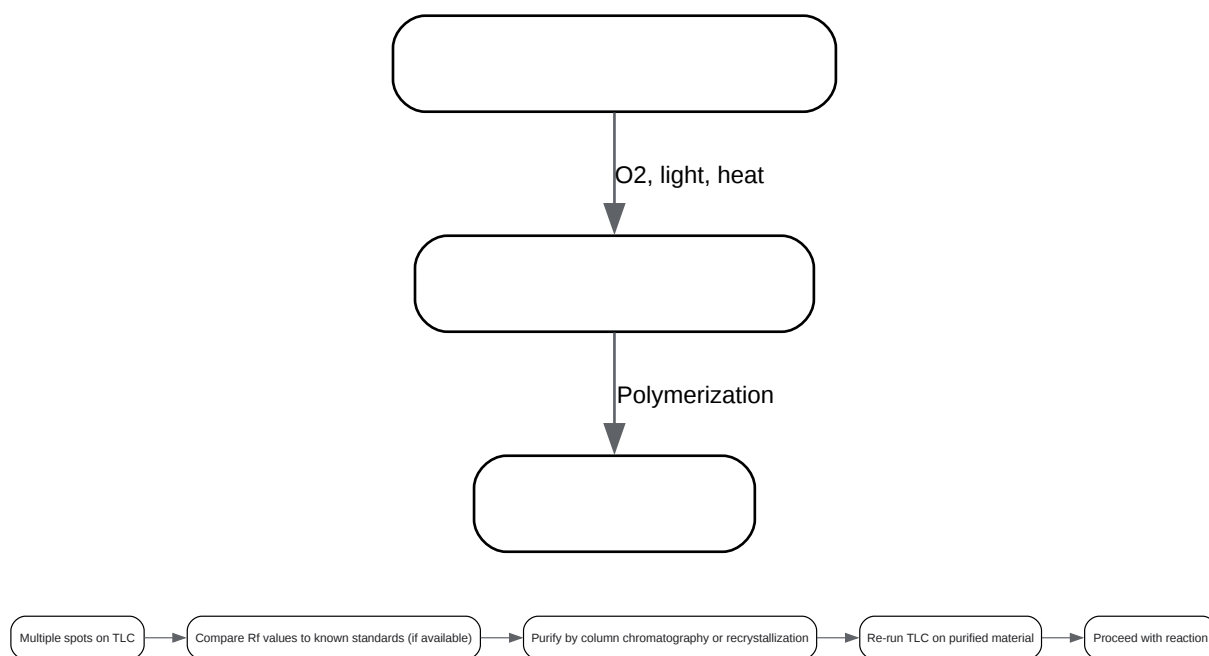 O2, light, heat
Polymerization
Multiple spots on TLC
Compare Rf values to known standards (if available)
Purify by column chromatography or recrystallization
Re-run TLC on purified material
Proceed with reaction